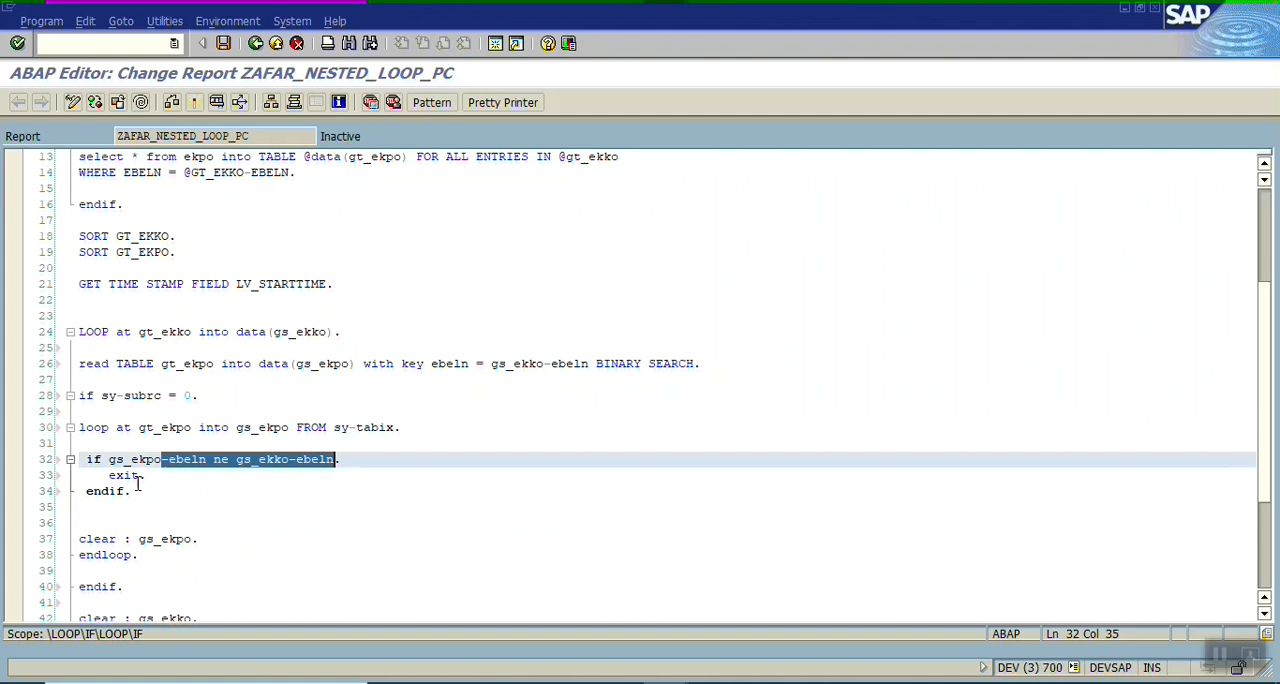 Program Edit Goto Utilities Environment System Help
SAP
ABAP Editor: Change Report ZAFAR_NESTED_LOOP_PC
Pattern Pretty Printer
Report ZAFAR_NESTED_LOOP_PC Inactive
13 select * from ekpo into TABLE @data(gt_ekpo) FOR ALL ENTRIES IN @gt_ekko
14 WHERE EBELN = @GT_EKKO-EBELN.
15
16 endif.
17
18 SORT GT_EKKO.
19 SORT GT_EKPO.
20
21 GET TIME STAMP FIELD LV_STARTTIME.
22
23
24 LOOP at gt_ekko into data(gs_ekko).
25
26 read TABLE gt_ekpo into data(gs_ekpo) with key ebeln = gs_ekko-ebeln BINARY SEARCH.
27
28 if sy-subrc = 0.
29
30 loop at gt_ekpo into gs_ekpo FROM sy-tabix.
31
32 if gs_ekpo-ebeln ne gs_ekko-ebeln.
33 exit.
34 endif.
35
36
37 clear : gs_ekpo.
38 endloop.
39
40 endif.
41
42 clear : gs_ekko.
Scope: \LOOP\IF\LOOP\IF ABAP Ln 32 Col 35
DEV (3) 700 DEVSAP INS